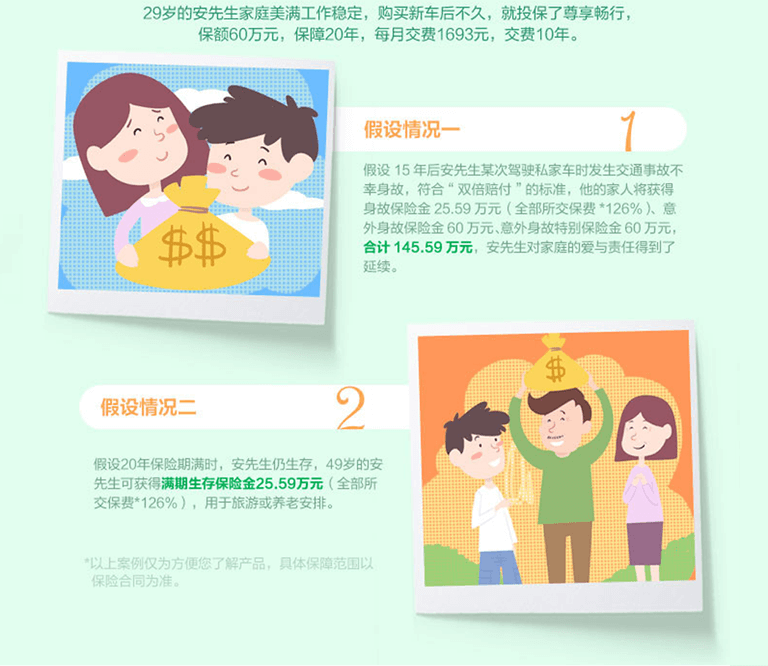 29岁的安先生家庭美满工作稳定，购买新车后不久，就投保了尊享畅行，
保额60万元，保障20年，每月交费1693元，交费10年。
$$
假设情况一
1
假设 15 年后安先生某次驾驶私家车时发生交通事故不
幸身故，符合“双倍赔付”的标准，他的家人将获得
身故保险金 25.59 万元（全部所交保费 *126%）、意
外身故保险金 60 万元、意外身故特别保险金 60 万元，
合计 145.59 万元，安先生对家庭的爱与责任得到了
延续。
$
假设情况二
2
假设20年保险期满时，安先生仍生存，49岁的安
先生可获得满期生存保险金25.59万元（全部所
交保费*126%），用于旅游或养老安排。
*以上案例仅为方便您了解产品，具体保障范围以
保险合同为准。